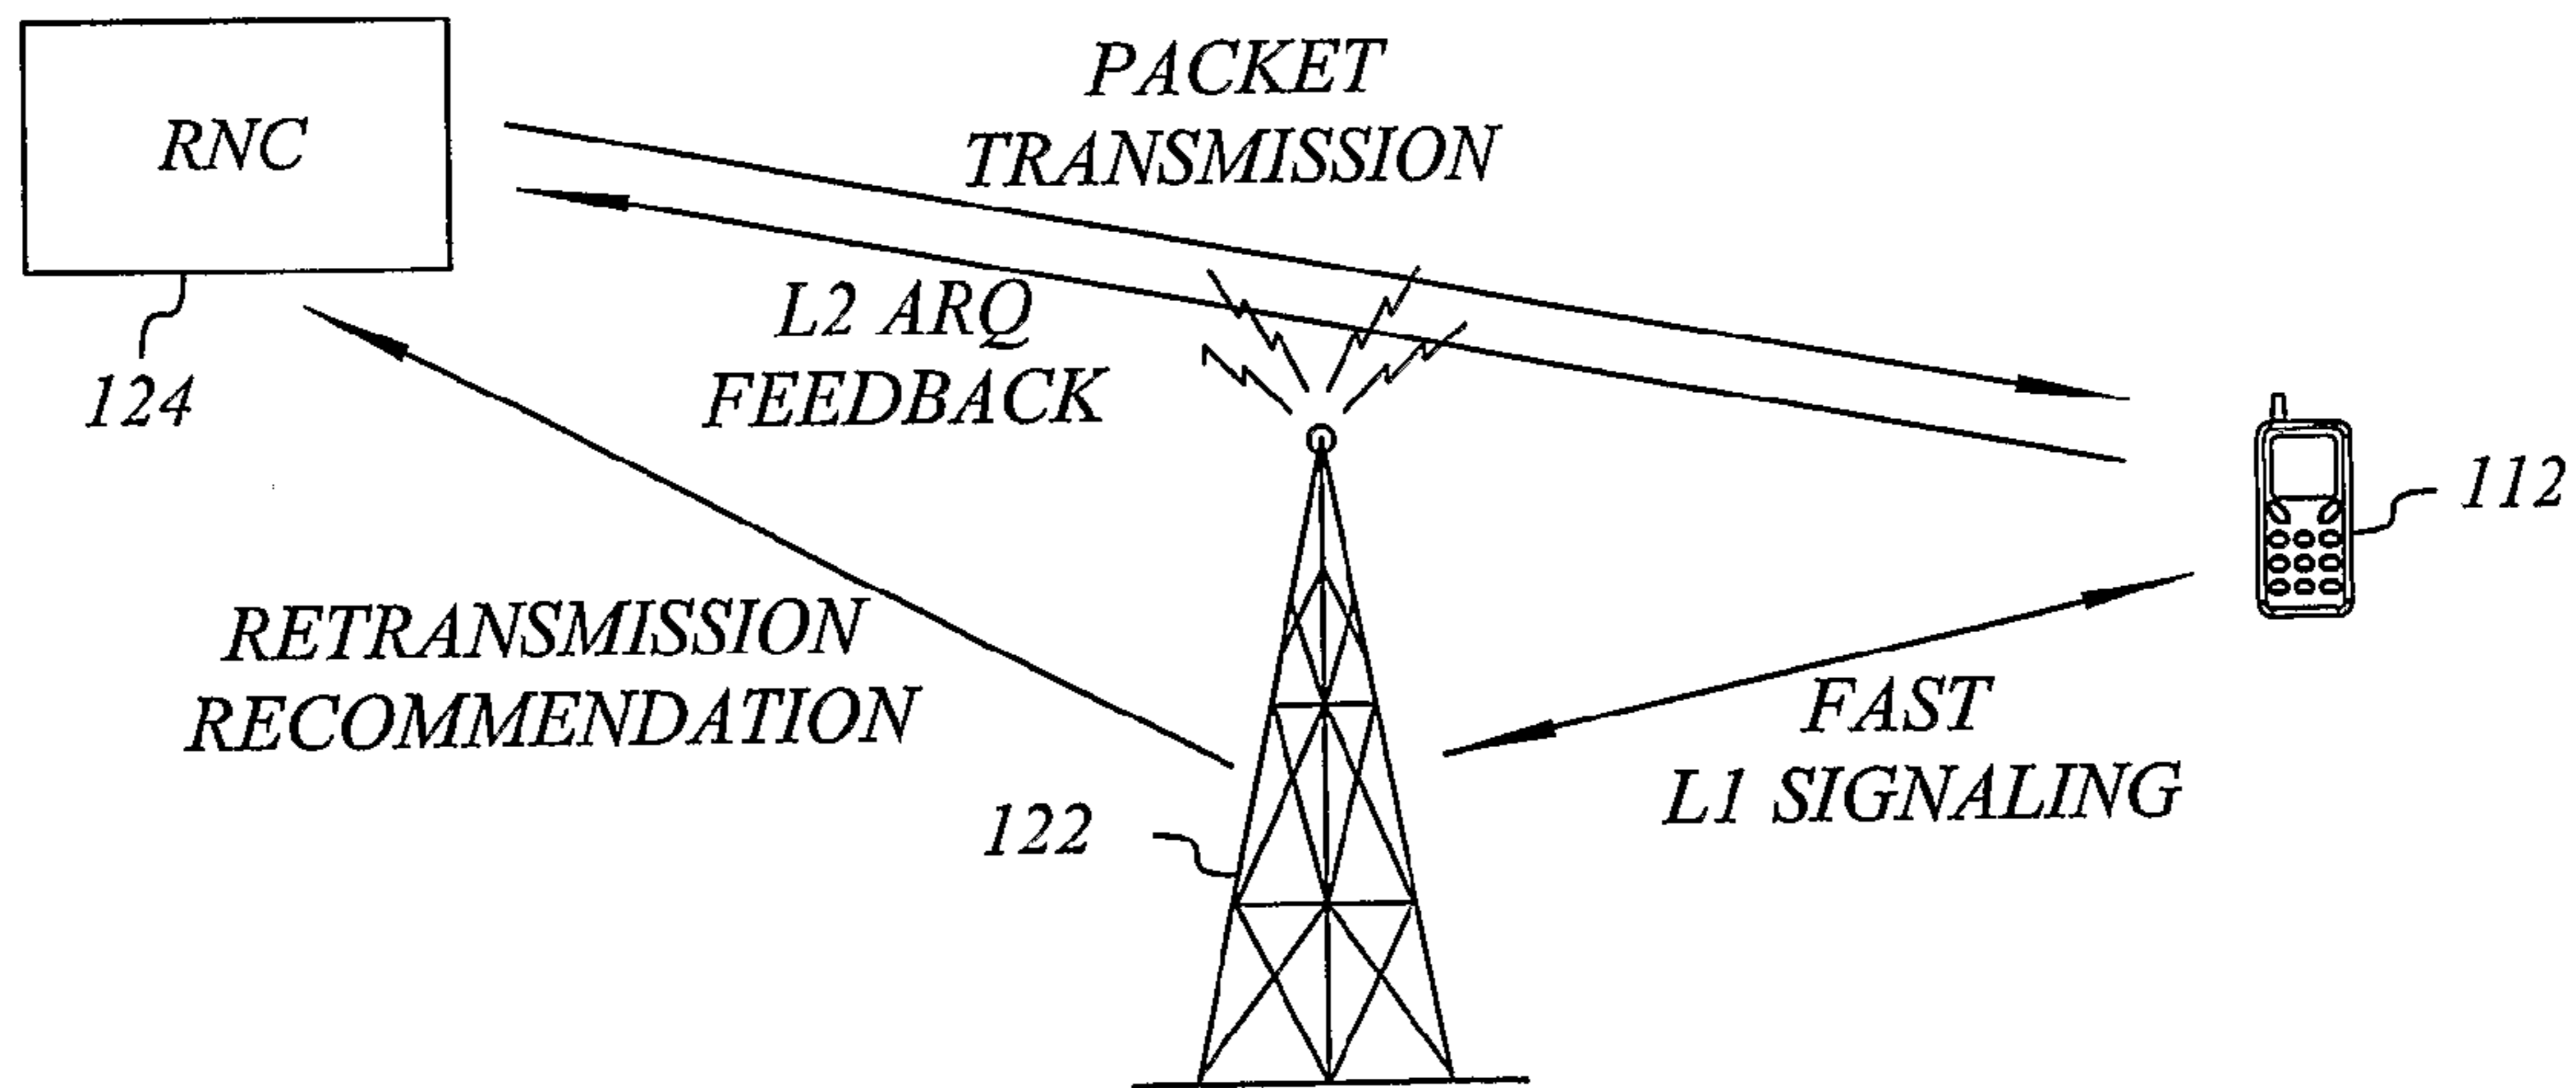 RNC
124
PACKET
TRANSMISSION
L2 ARQ
FEEDBACK
112
RETRANSMISSION
RECOMMENDATION
122
FAST
L1 SIGNALING